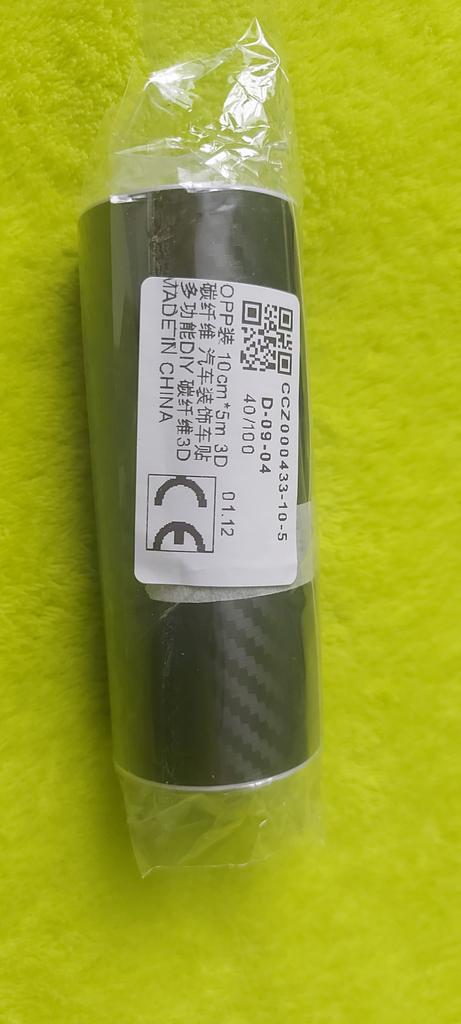 CCZ000433-10-5
D-09-04
40/100
OPP装 10cm*5m 3D
碳纤维 汽车装饰车贴
多功能DIY 碳纤维3D
MADE IN CHINA
01.12
CE